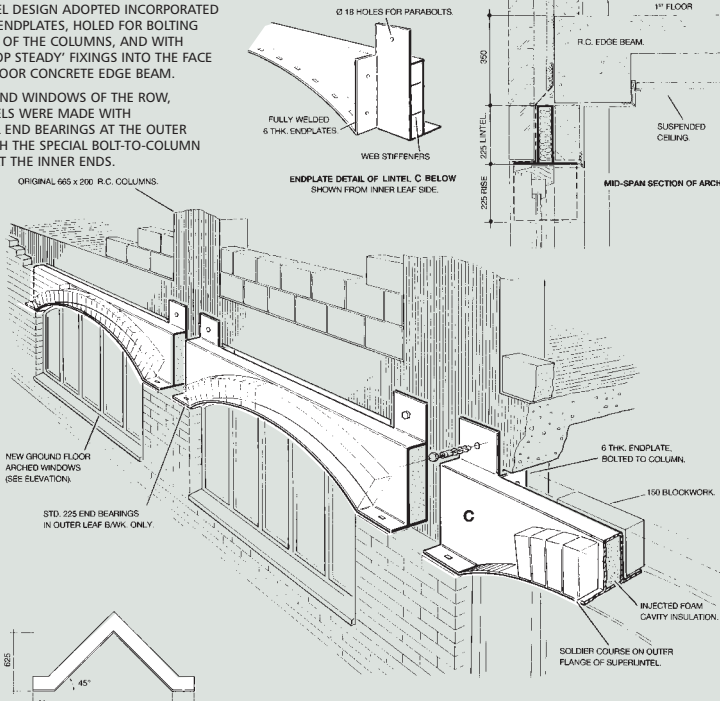 EL DESIGN ADOPTED INCORPORATED
ENDPLATES, HOLED FOR BOLTING
OF THE COLUMNS, AND WITH
OP STEADY’ FIXINGS INTO THE FACE
OOR CONCRETE EDGE BEAM.
ND WINDOWS OF THE ROW,
ELS WERE MADE WITH
END BEARINGS AT THE OUTER
H THE SPECIAL BOLT-TO-COLUMN
T THE INNER ENDS.
Ø 18 HOLES FOR PARABOLTS.
FULLY WELDED
6 THK. ENDPLATES.
WEB STIFFENERS
ENDPLATE DETAIL OF LINTEL C BELOW
SHOWN FROM INNER LEAF SIDE.
1st FLOOR
R.C. EDGE BEAM.
350
225 LINTEL.
225 RISE
SUSPENDED
CEILING.
MID-SPAN SECTION OF ARCH
ORIGINAL 665 x 200 R.C. COLUMNS.
NEW GROUND FLOOR
ARCHED WINDOWS
(SEE ELEVATION).
STD. 225 END BEARINGS
IN OUTER LEAF B/WK. ONLY.
6 THK. ENDPLATE,
BOLTED TO COLUMN.
150 BLOCKWORK.
C
INJECTED FOAM
CAVITY INSULATION.
SOLDIER COURSE ON OUTER
FLANGE OF SUPERLINTEL.
625
45°